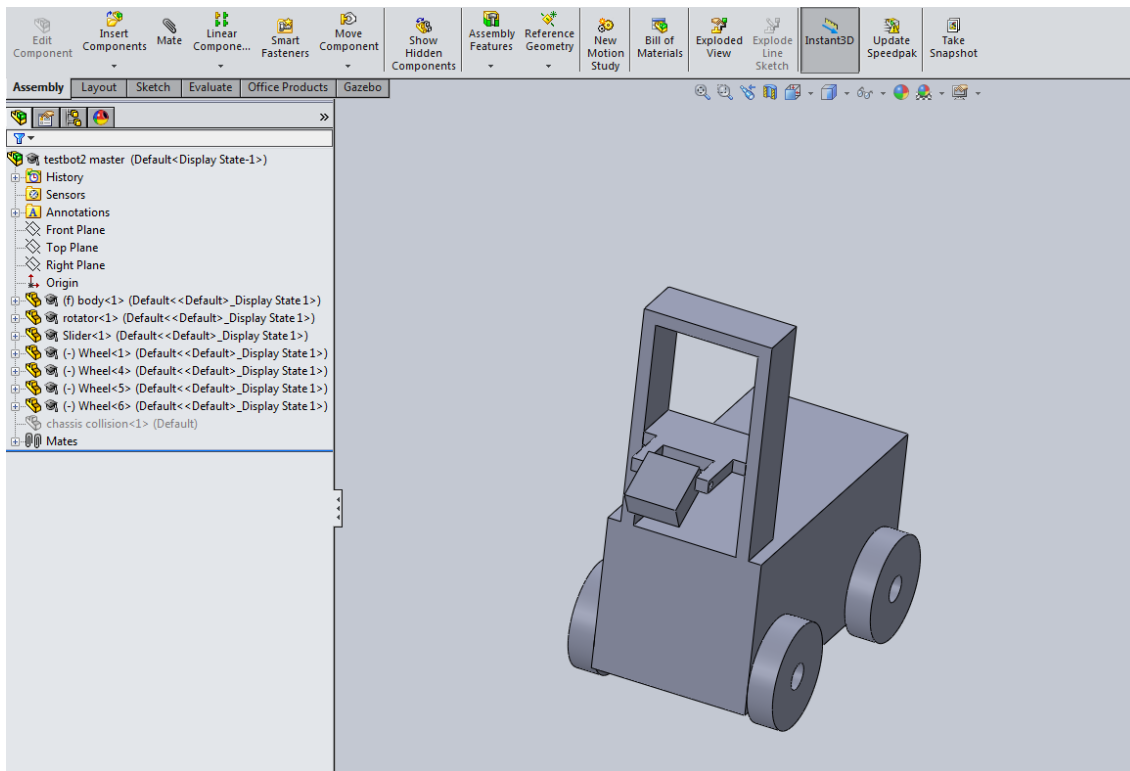 Edit Component
Insert Components
Mate
Linear Compone...
Smart Fasteners
Move Component
Show Hidden Components
Assembly Features
Reference Geometry
New Motion Study
Bill of Materials
Exploded View
Explode Line Sketch
Instant3D
Update Speedpak
Take Snapshot
Assembly Layout Sketch Evaluate Office Products Gazebo
»
testbot2 master (Default<Display State-1>)
History
Sensors
A Annotations
Front Plane
Top Plane
Right Plane
Origin
(f) body<1> (Default<<Default>_Display State 1>)
rotator<1> (Default<<Default>_Display State 1>)
Slider<1> (Default<<Default>_Display State 1>)
(-) Wheel<1> (Default<<Default>_Display State 1>)
(-) Wheel<4> (Default<<Default>_Display State 1>)
(-) Wheel<5> (Default<<Default>_Display State 1>)
(-) Wheel<6> (Default<<Default>_Display State 1>)
chassis collision<1> (Default)
Mates